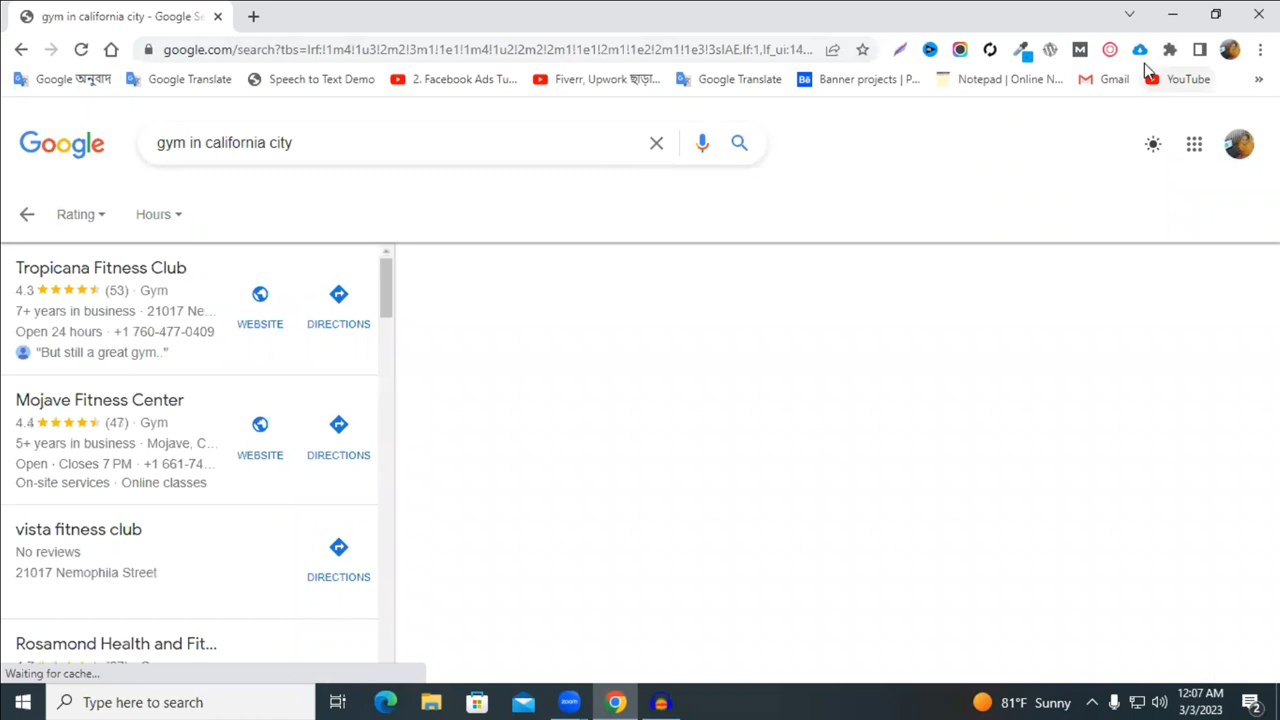 gym in california city - Google Se
google.com/search?tbs=lrf:!1m4!1u3!2m2!3m1!1e1!1m4!1u2!2m2!2m1!1e2!2m1!1e3!3sIAE,lf:1,lf_ui:14...
Google অনুবাদ
Google Translate
Speech to Text Demo
2. Facebook Ads Tu...
Fiverr, Upwork ছাড়া...
Google Translate
Banner projects | P...
Notepad | Online N...
Gmail
YouTube
Google
gym in california city
Rating
Hours
Tropicana Fitness Club
4.3 (53) · Gym
7+ years in business · 21017 Ne...
Open 24 hours · +1 760-477-0409
"But still a great gym.."
WEBSITE
DIRECTIONS
Mojave Fitness Center
4.4 (47) · Gym
5+ years in business · Mojave, C...
Open · Closes 7 PM · +1 661-74...
On-site services · Online classes
WEBSITE
DIRECTIONS
vista fitness club
No reviews
21017 Nemophila Street
DIRECTIONS
Rosamond Health and Fit...
Waiting for cache...
Type here to search
zoom
81°F Sunny
12:07 AM
3/3/2023
2